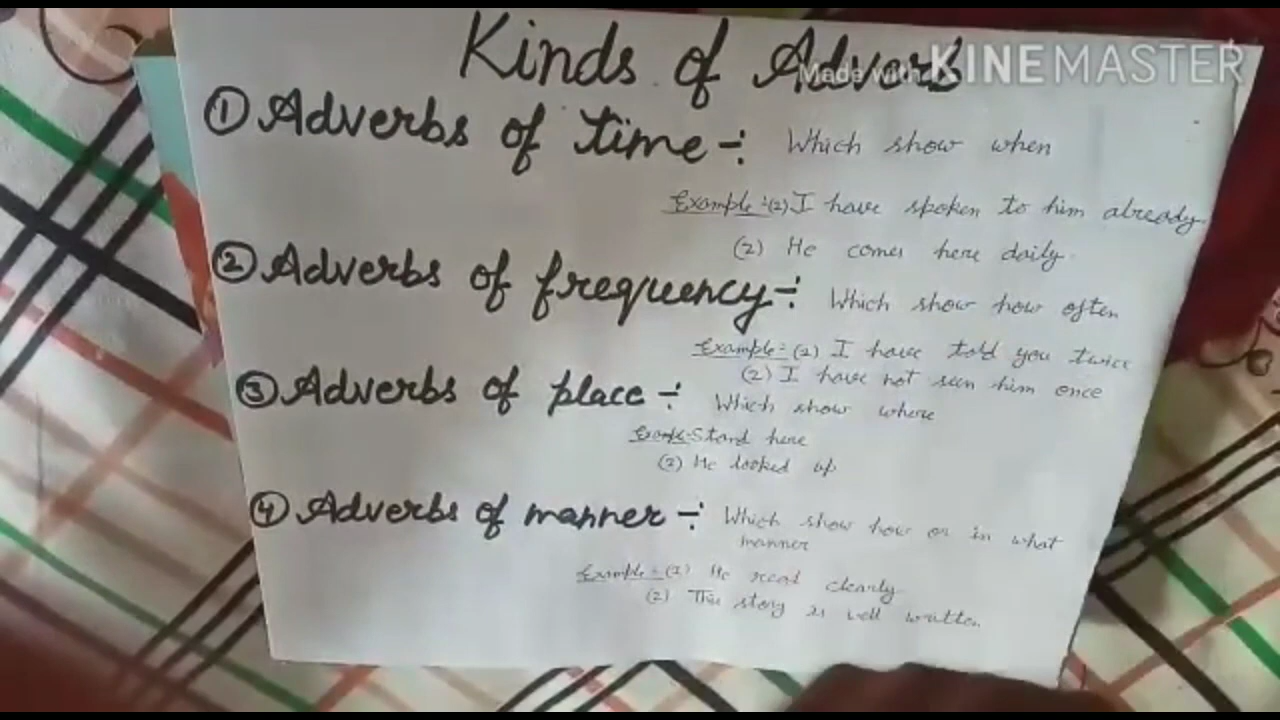 Kinds of Adverb
Made with KINEMASTER
① Adverbs of time -: Which show when
Example :- (2) I have spoken to him already
(2) He comes here daily.
② Adverbs of frequency -: Which show how often
Example :- (2) I have told you twice
(2) I have not seen him once
③ Adverbs of place -: Which show where
Stand here
(2) He looked up
④ Adverbs of manner -: Which show how or in what
manner
Example :- (1) He read clearly
(2) This story is well written.